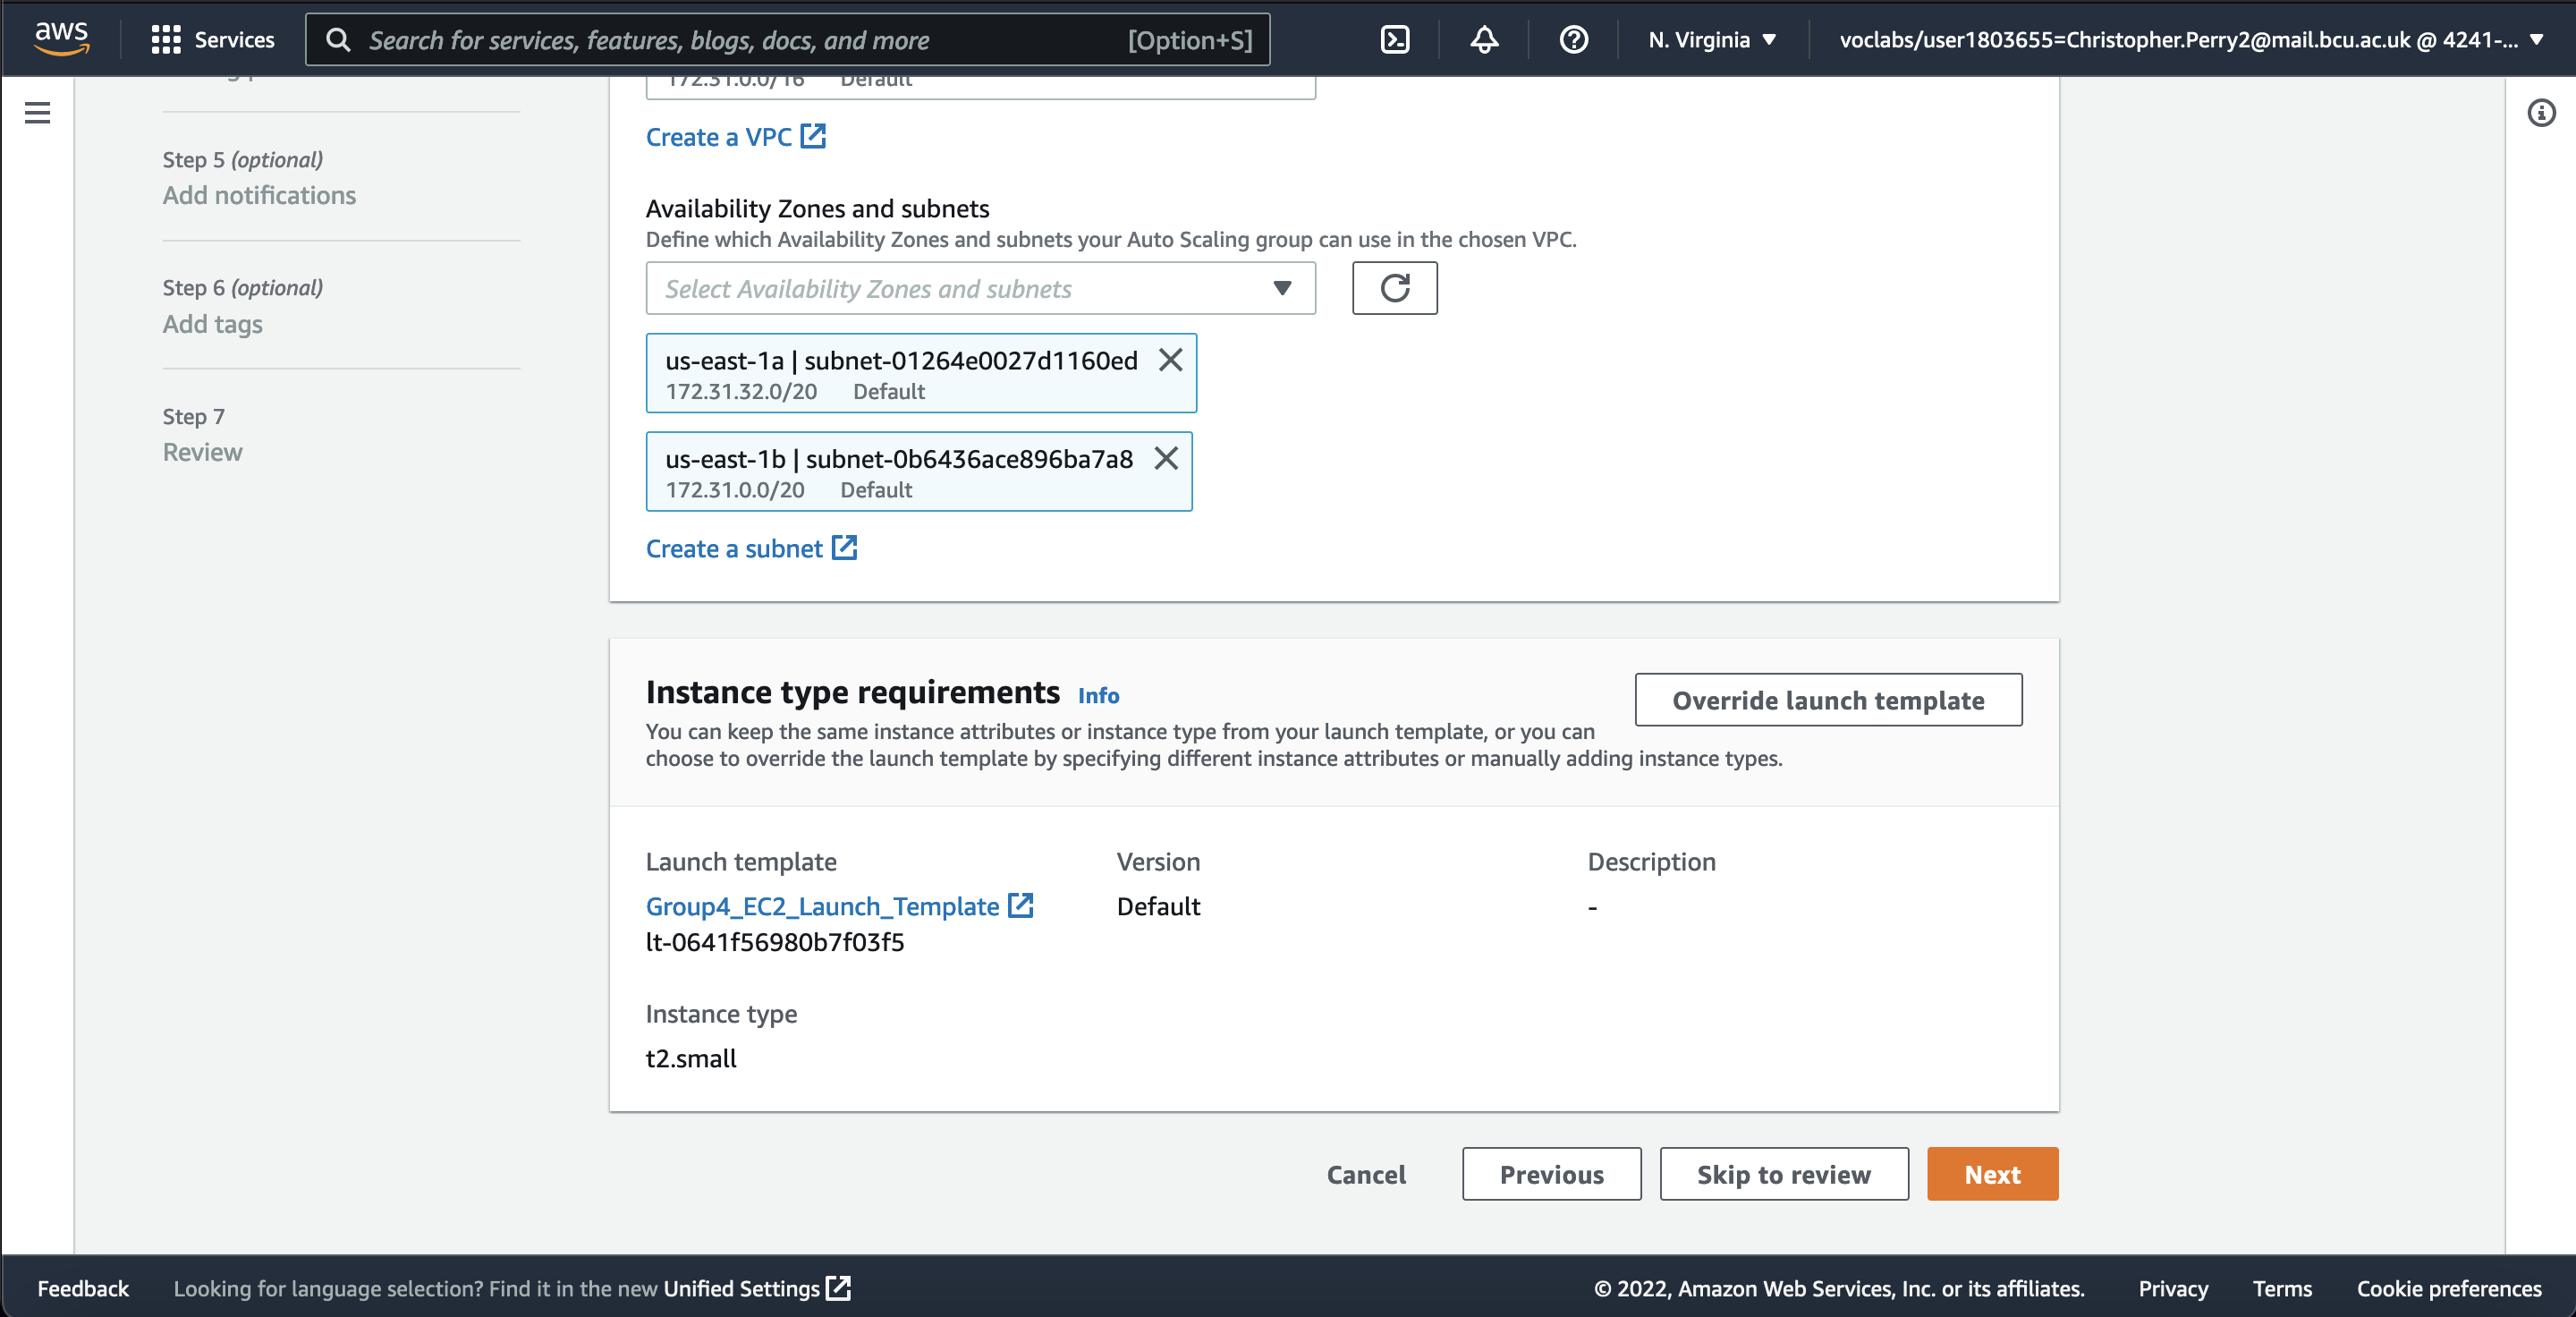 aws
Services
Search for services, features, blogs, docs, and more [Option+S]
N. Virginia
voclabs/user1803655=Christopher.Perry2@mail.bcu.ac.uk @ 4241-...
Step 5 (optional)
Add notifications
Step 6 (optional)
Add tags
Step 7
Review
172.31.0.0/16 Default
Create a VPC
Availability Zones and subnets
Define which Availability Zones and subnets your Auto Scaling group can use in the chosen VPC.
Select Availability Zones and subnets
us-east-1a | subnet-01264e0027d1160ed
172.31.32.0/20 Default
us-east-1b | subnet-0b6436ace896ba7a8
172.31.0.0/20 Default
Create a subnet
Instance type requirements Info
Override launch template
You can keep the same instance attributes or instance type from your launch template, or you can
choose to override the launch template by specifying different instance attributes or manually adding instance types.
Launch template
Group4_EC2_Launch_Template
lt-0641f56980b7f03f5
Version
Default
Description
-
Instance type
t2.small
Cancel
Previous
Skip to review
Next
Feedback
Looking for language selection? Find it in the new Unified Settings
© 2022, Amazon Web Services, Inc. or its affiliates.
Privacy
Terms
Cookie preferences